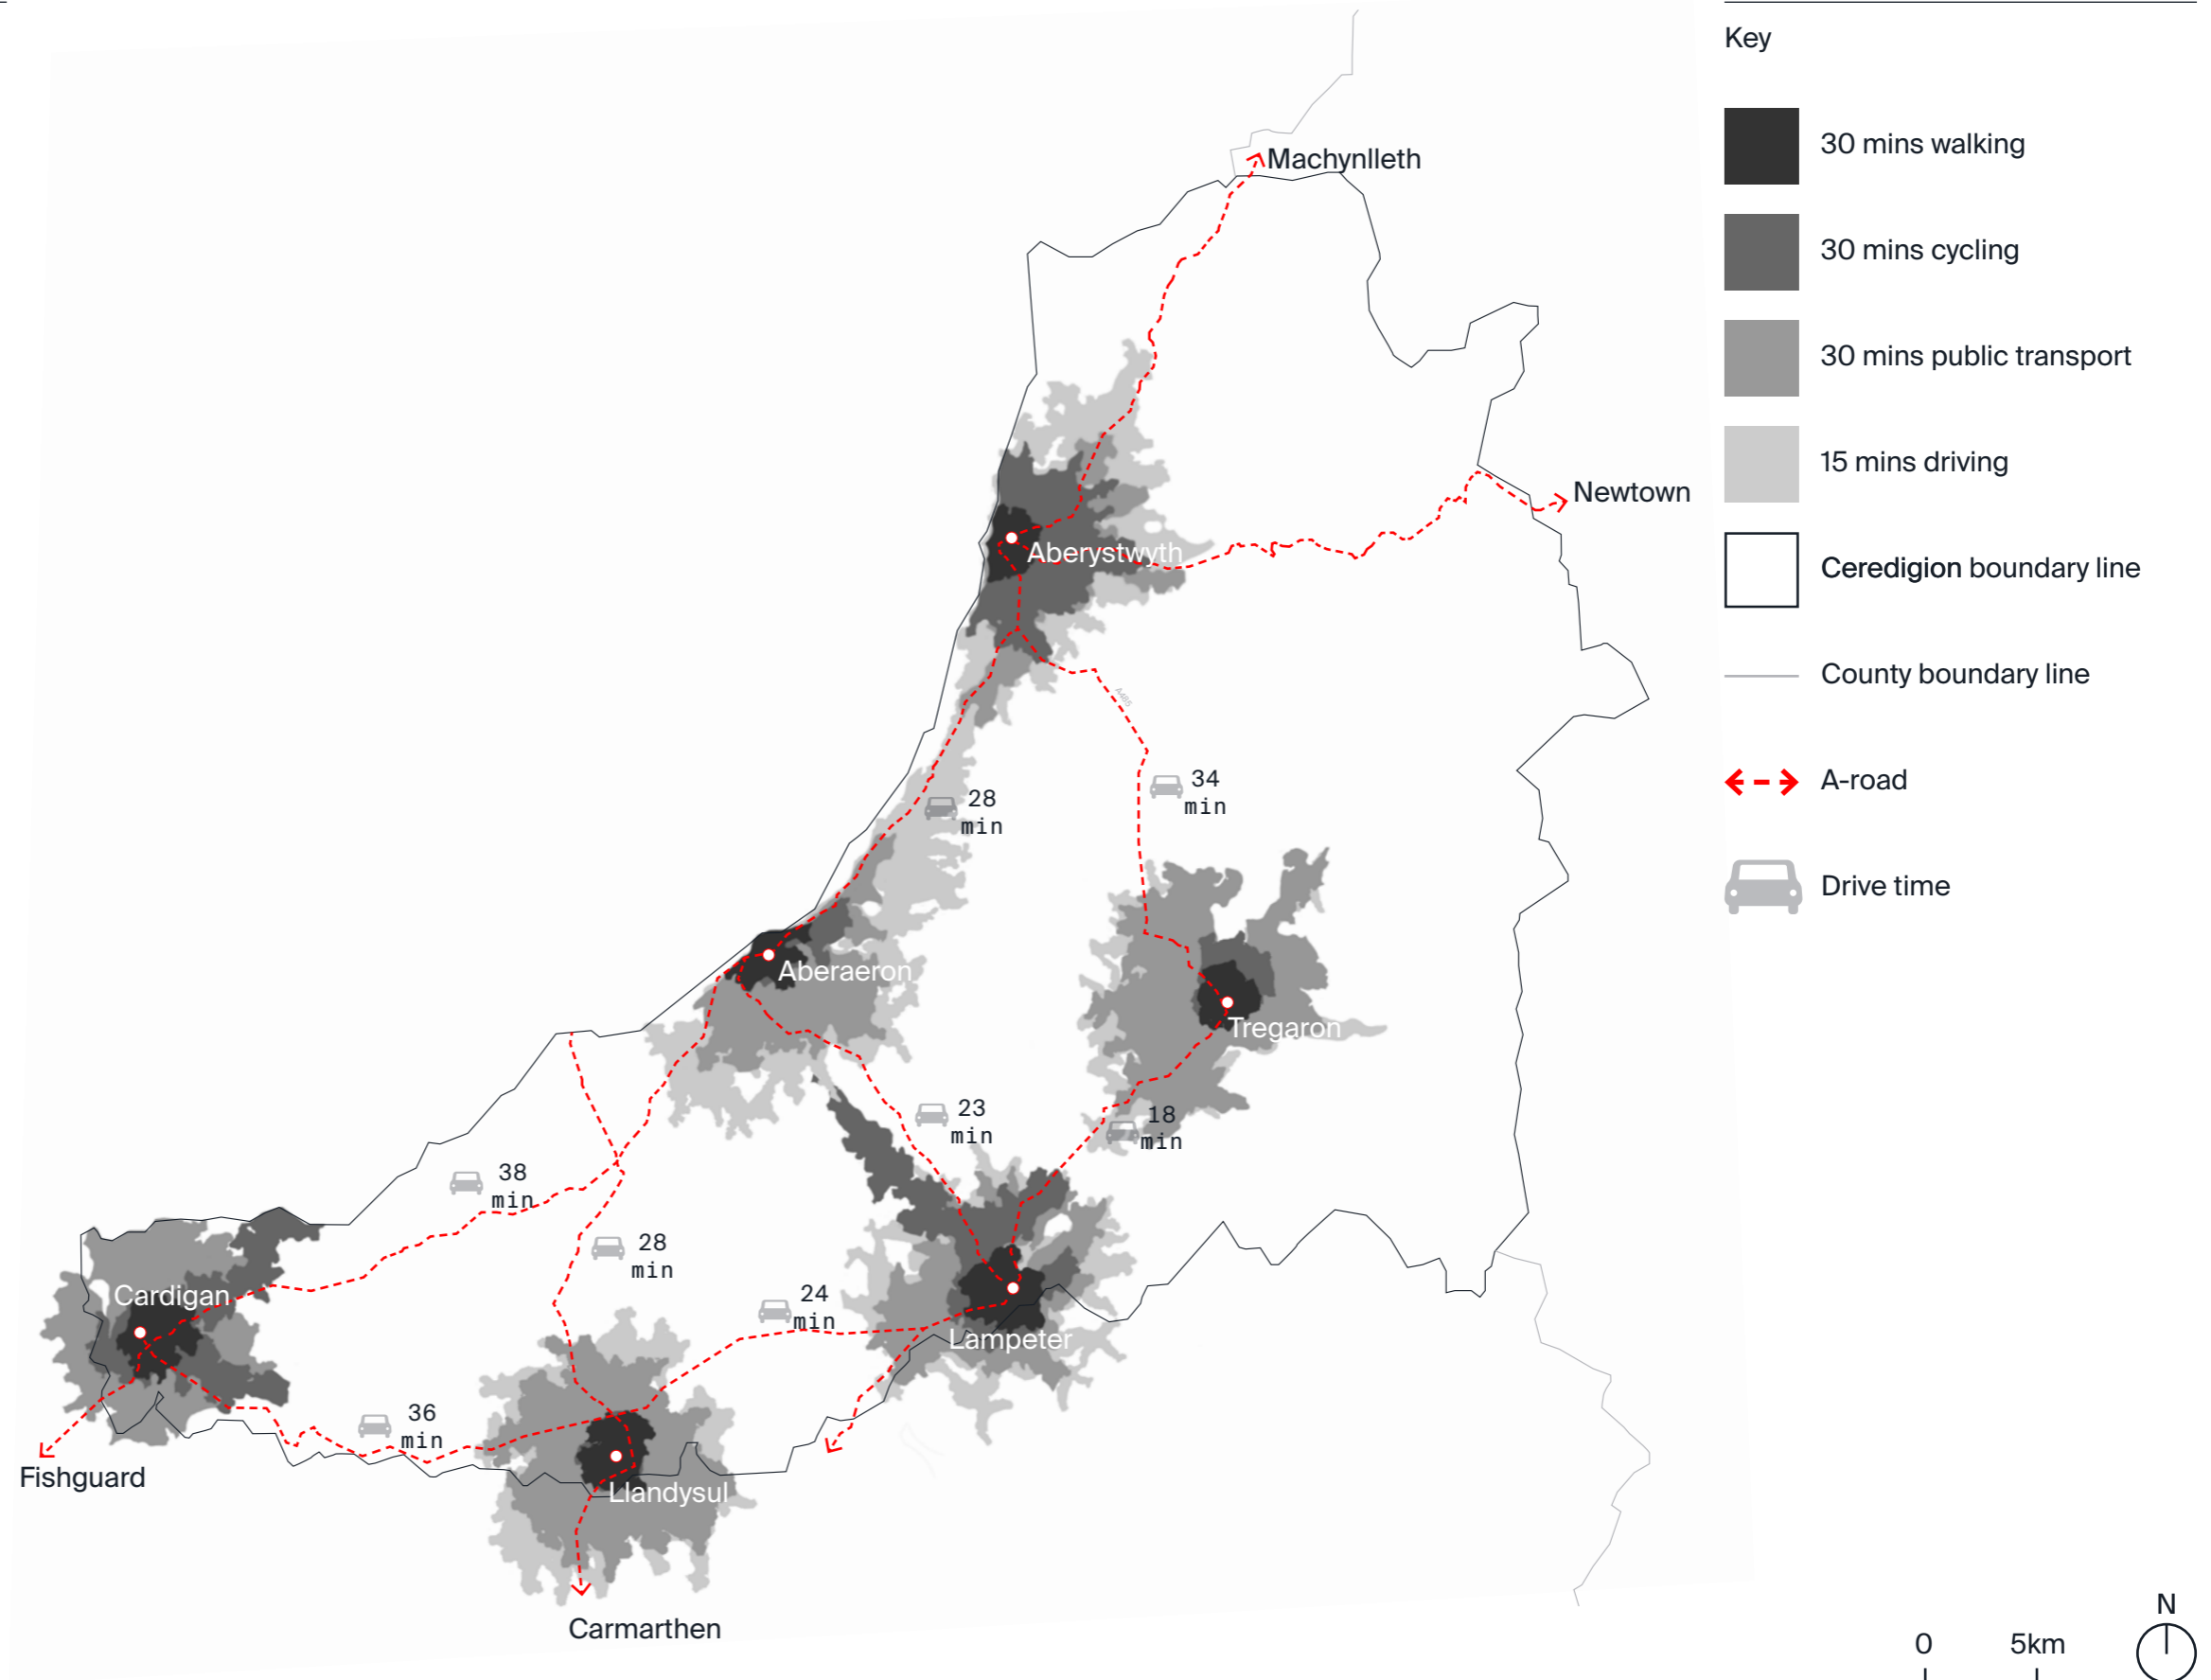 Key
30 mins walking
30 mins cycling
30 mins public transport
15 mins driving
Ceredigion boundary line
County boundary line
A-road
Drive time
Machynlleth
Newtown
Aberystwyth
A485
34
min
28
min
Aberaeron
Tregaron
23
min
18
min
38
min
28
min
24
min
Cardigan
Lampeter
36
min
Fishguard
Llandysul
Carmarthen
0
5km
N